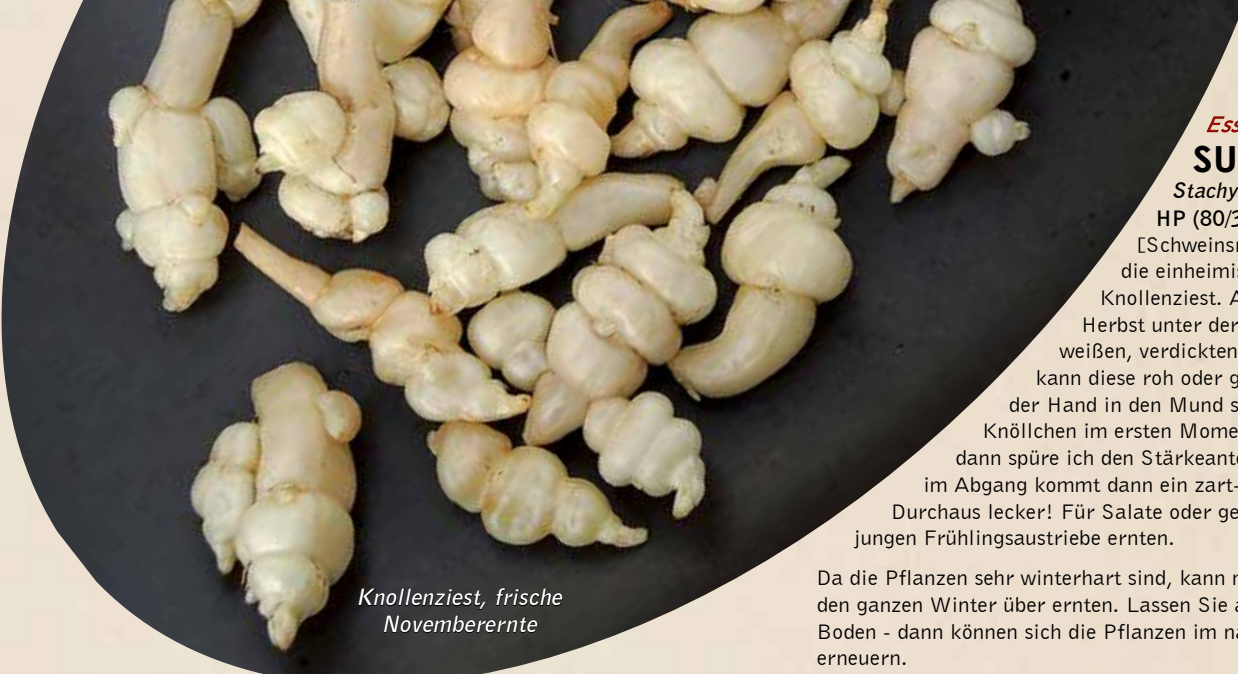 Knollenziest, frische
Novemberernte
Ess
SU
Stachy
HP (80/3
[Schweinsr
die einheimis
Knollenziest. A
Herbst unter der
weißen, verdickten
kann diese roh oder g
der Hand in den Mund s
Knöllchen im ersten Mome
dann spüre ich den Stärkeante
im Abgang kommt dann ein zart-
Durchaus lecker! Für Salate oder ge
jungen Frühlingsaustriebe ernten.
Da die Pflanzen sehr winterhart sind, kann m
den ganzen Winter über ernten. Lassen Sie a
Boden - dann können sich die Pflanzen im na
erneuern.